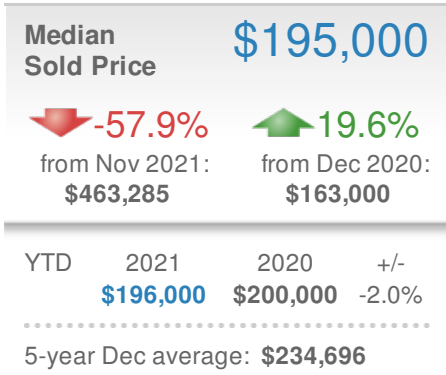 Median Sold Price $195,000
-57.9% 19.6%
from Nov 2021: from Dec 2020:
$463,285 $163,000
YTD 2021 2020 +/-
$196,000 $200,000 -2.0%
5-year Dec average: $234,696